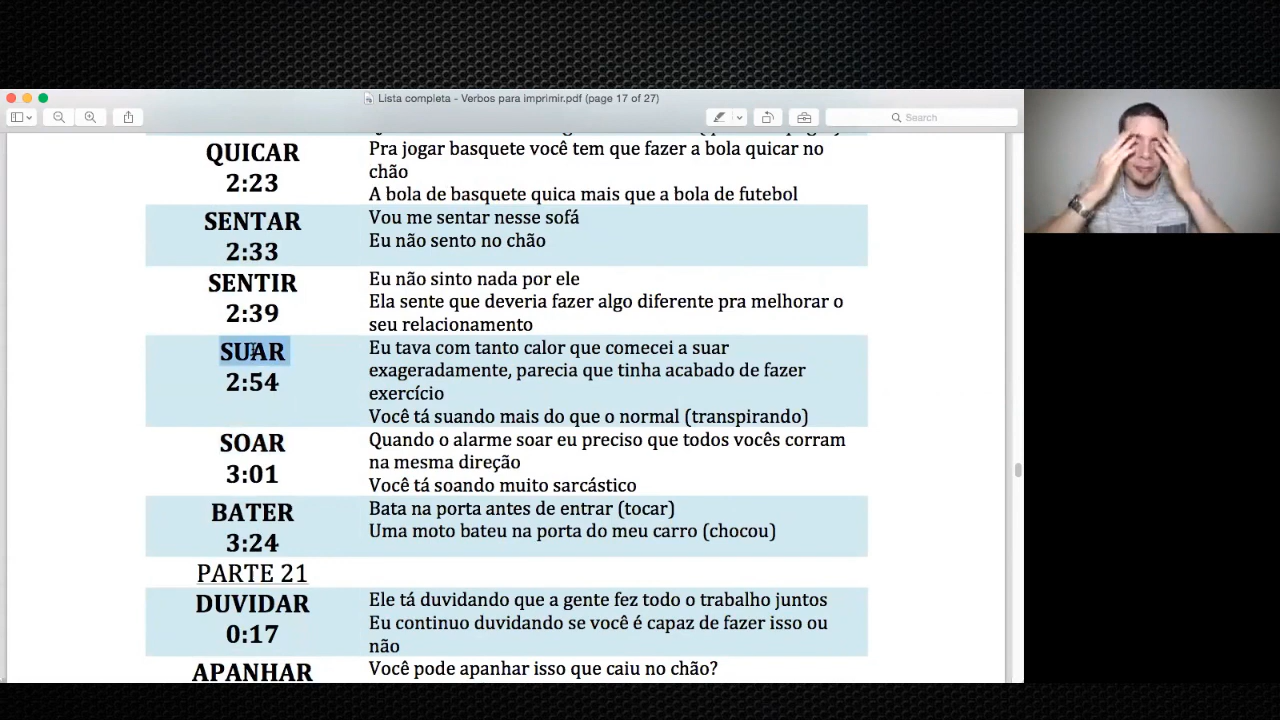 Lista completa - Verbos para imprimir.pdf (page 17 of 27)
Search
QUICAR
2:23
Pra jogar basquete você tem que fazer a bola quicar no
chão
A bola de basquete quica mais que a bola de futebol
SENTAR
2:33
Vou me sentar nesse sofá
Eu não sento no chão
SENTIR
2:39
Eu não sinto nada por ele
Ela sente que deveria fazer algo diferente pra melhorar o
seu relacionamento
SUAR
2:54
Eu tava com tanto calor que comecei a suar
exageradamente, parecia que tinha acabado de fazer
exercício
Você tá suando mais do que o normal (transpirando)
SOAR
3:01
Quando o alarme soar eu preciso que todos vocês corram
na mesma direção
Você tá soando muito sarcástico
BATER
3:24
Bata na porta antes de entrar (tocar)
Uma moto bateu na porta do meu carro (chocou)
PARTE 21
DUVIDAR
0:17
Ele tá duvidando que a gente fez todo o trabalho juntos
Eu continuo duvidando se você é capaz de fazer isso ou
não
APANHAR
Você pode apanhar isso que caiu no chão?